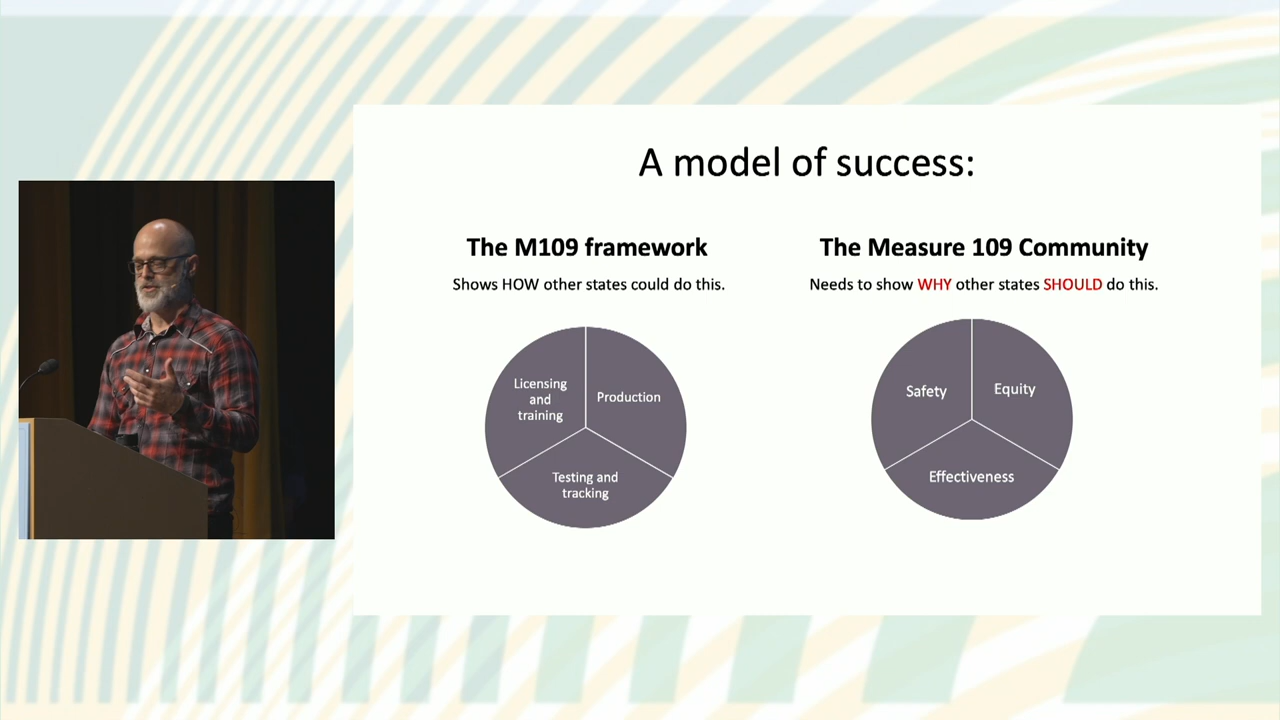 A model of success:
The M109 framework
Shows HOW other states could do this.
Licensing
and
training
Production
Testing and
tracking
The Measure 109 Community
Needs to show WHY other states SHOULD do this.
Safety
Equity
Effectiveness